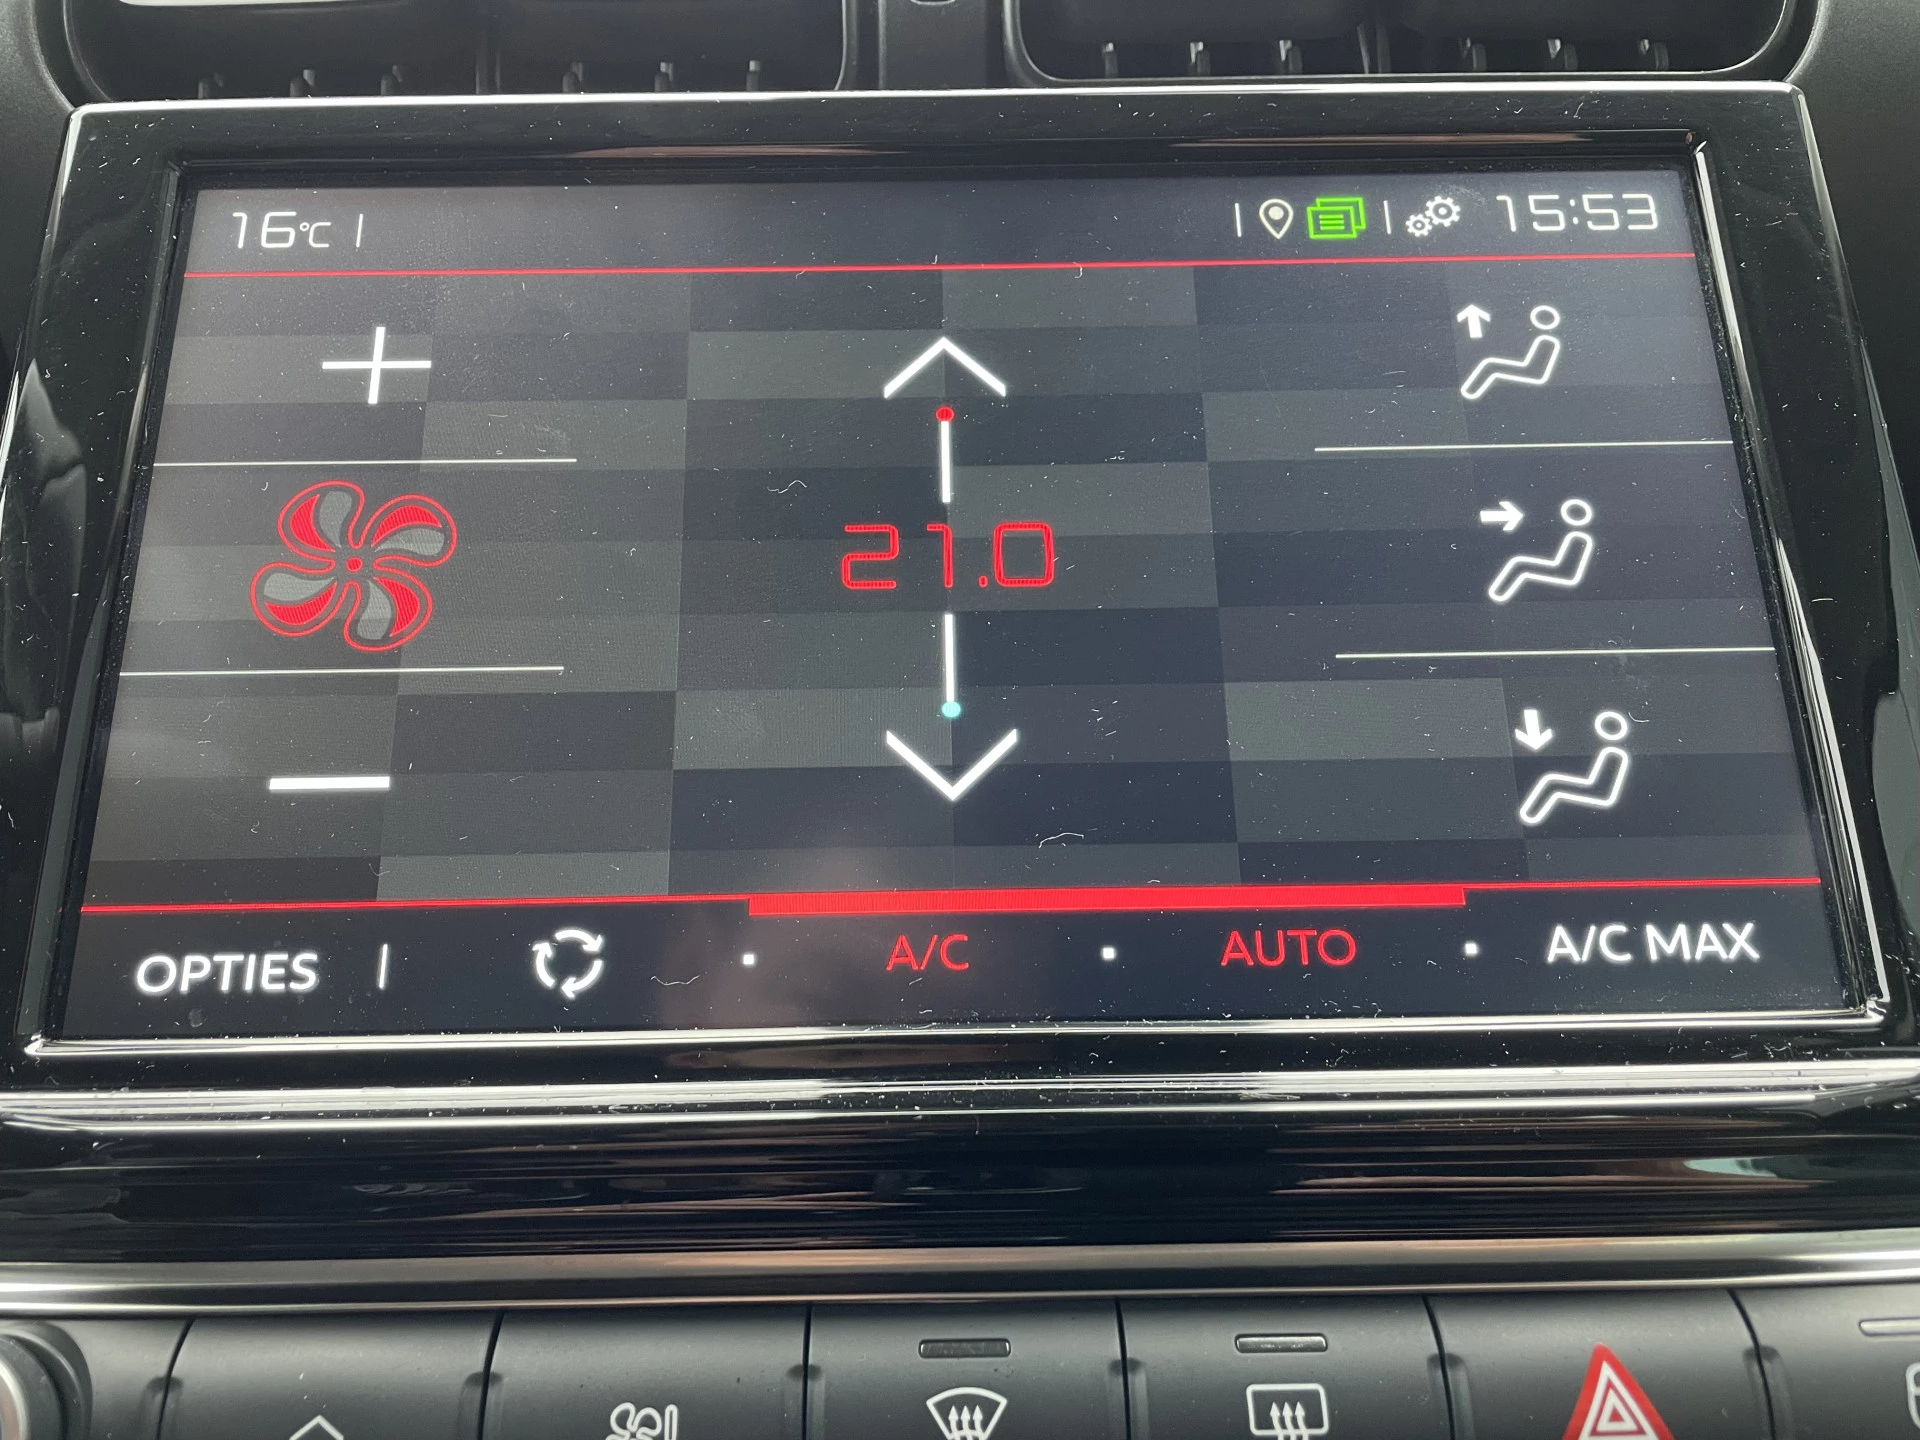 16°C
15:53
21.0
OPTIES
A/C
AUTO
A/C MAX